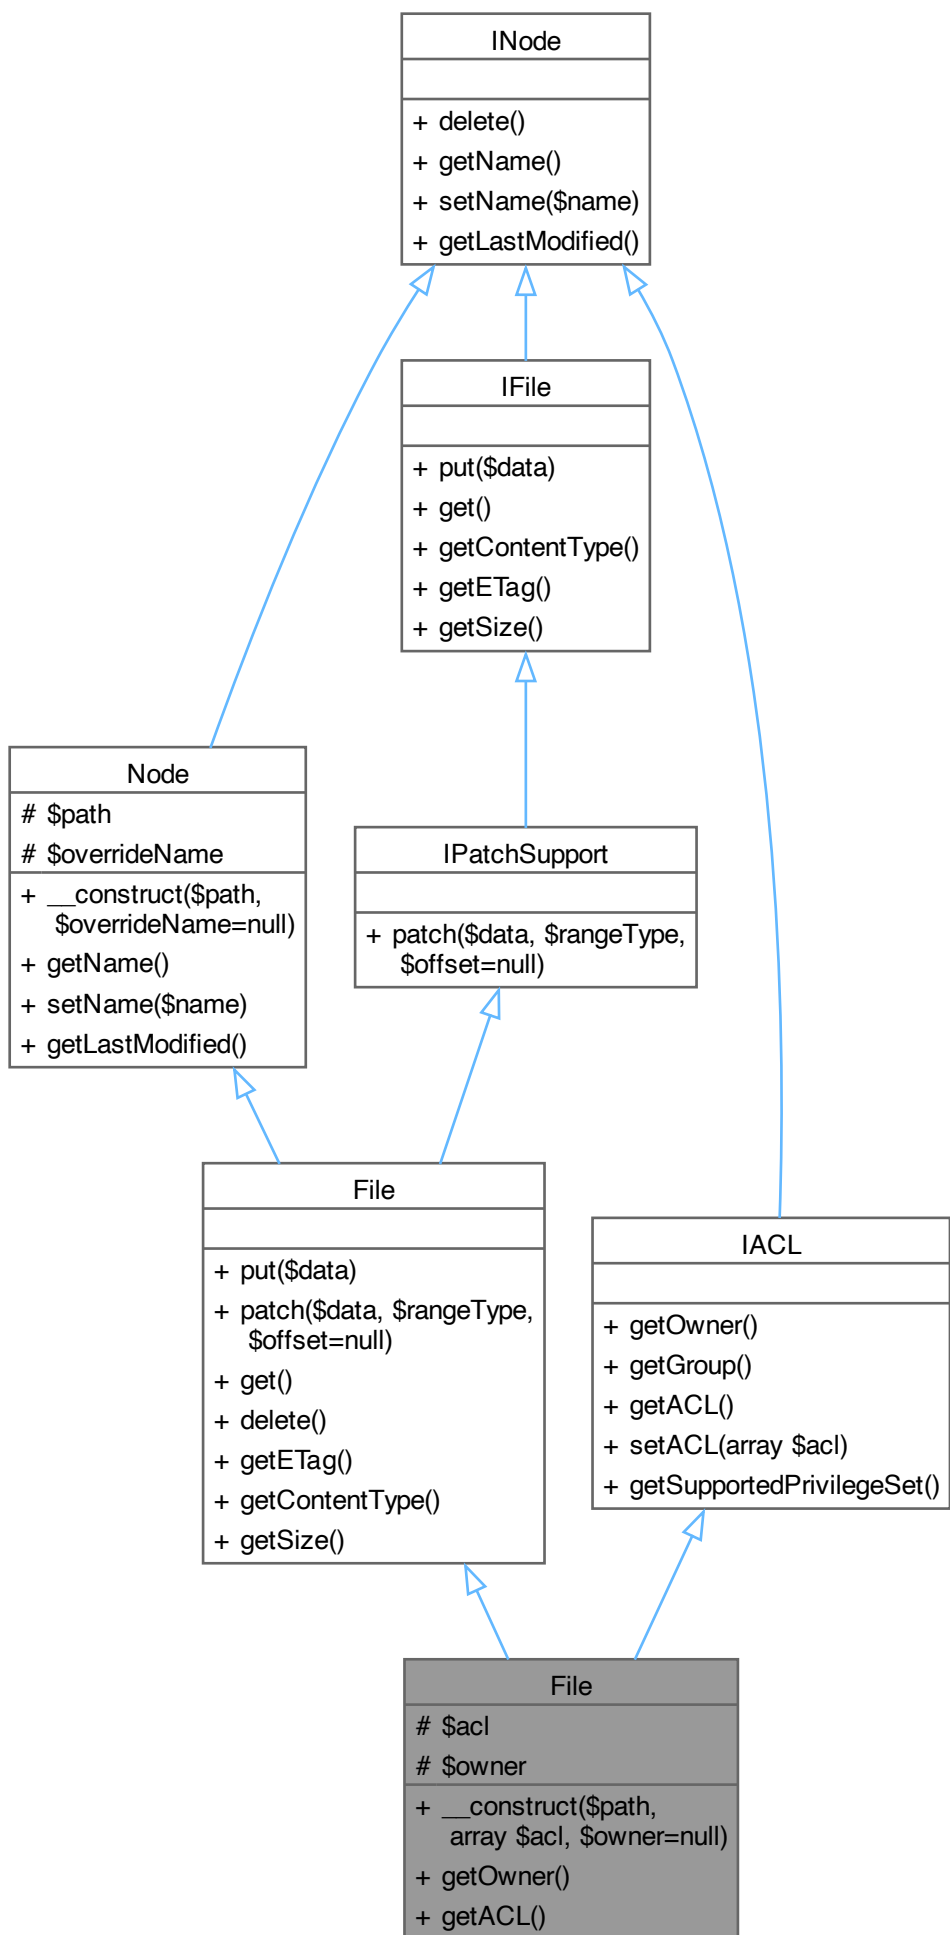 INode
+ delete()
+ getName()
+ setName($name)
+ getLastModified()
IFile
+ put($data)
+ get()
+ getContentType()
+ getETag()
+ getSize()
Node
# $path
# $overrideName
+ __construct($path,
$overrideName=null)
+ getName()
+ setName($name)
+ getLastModified()
IPatchSupport
+ patch($data, $rangeType,
$offset=null)
File
+ put($data)
+ patch($data, $rangeType,
$offset=null)
+ get()
+ delete()
+ getETag()
+ getContentType()
+ getSize()
IACL
+ getOwner()
+ getGroup()
+ getACL()
+ setACL(array $acl)
+ getSupportedPrivilegeSet()
File
# $acl
# $owner
+ __construct($path,
array $acl, $owner=null)
+ getOwner()
+ getACL()